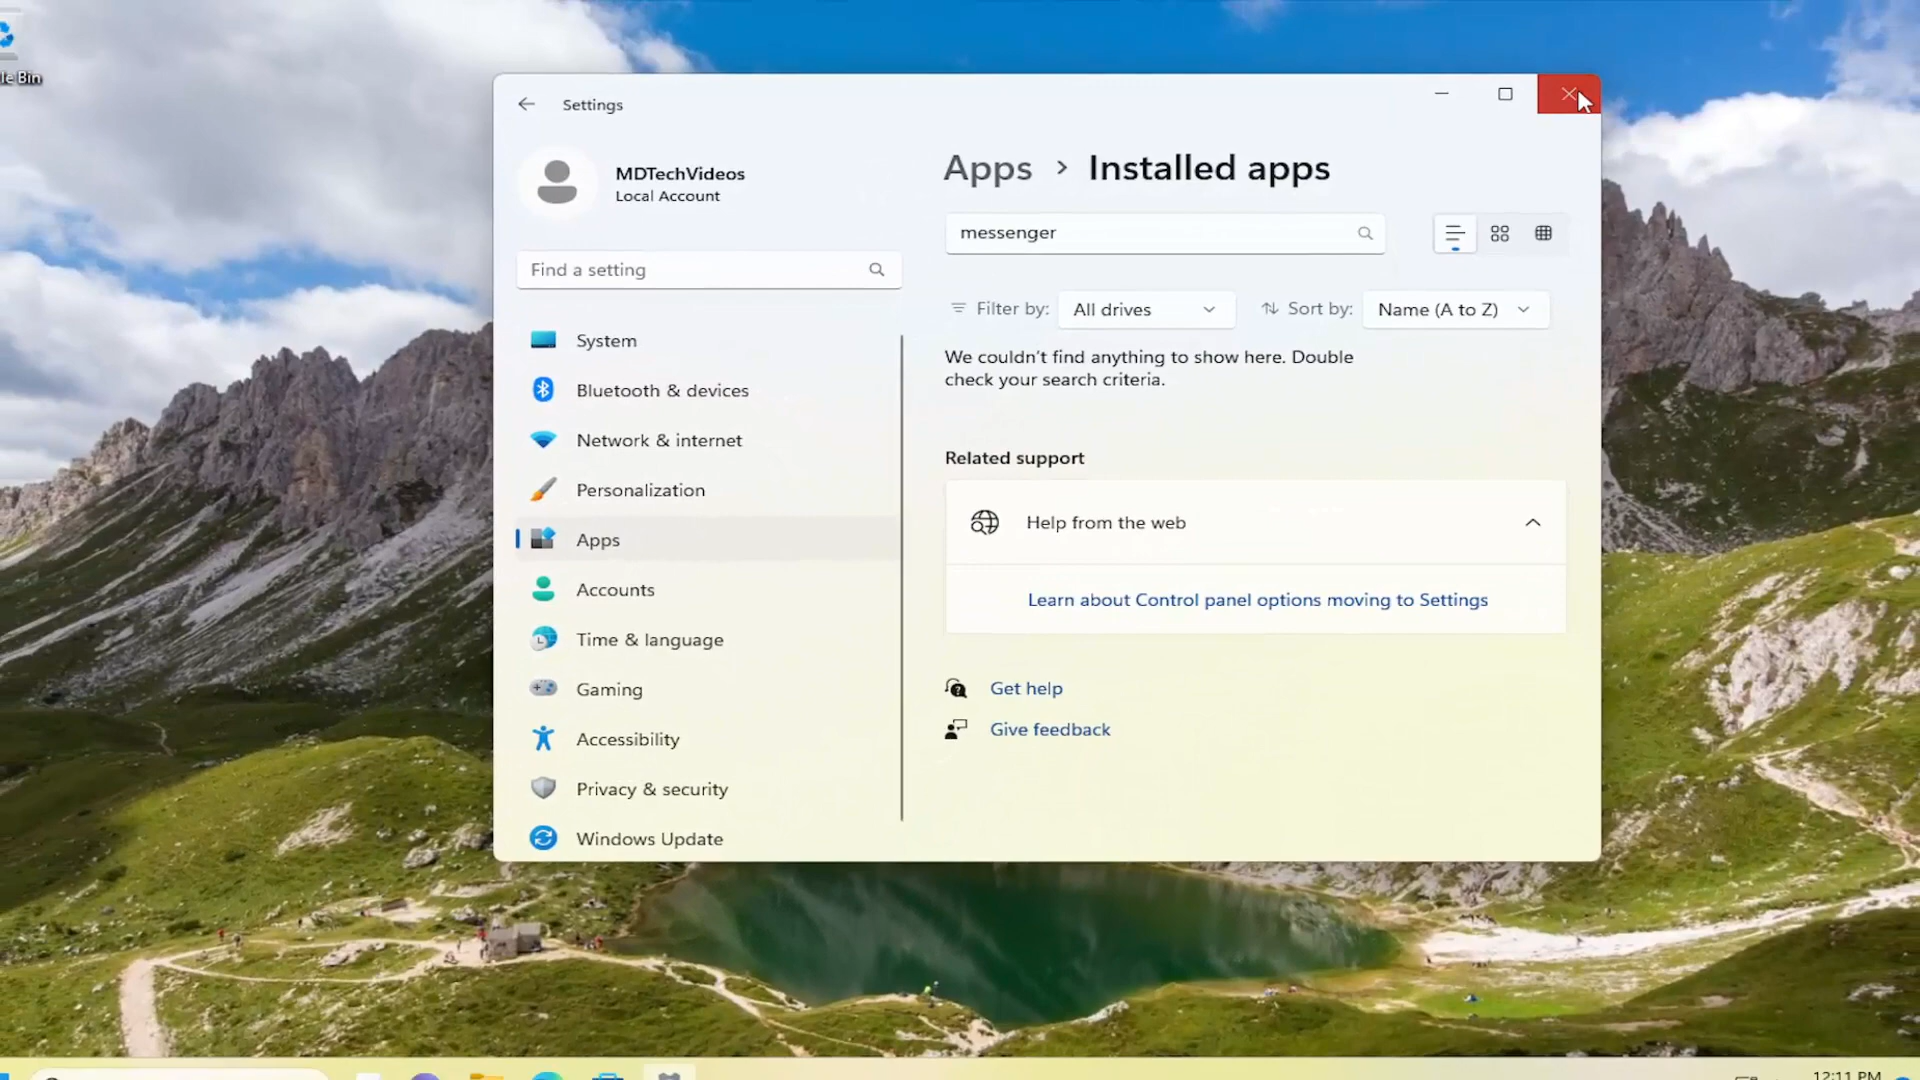 le Bin
Settings
MDTechVideos
Local Account
Find a setting
System
Bluetooth & devices
Network & internet
Personalization
Apps
Accounts
Time & language
Gaming
Accessibility
Privacy & security
Windows Update
Apps > Installed apps
messenger
Filter by: All drives Sort by: Name (A to Z)
We couldn't find anything to show here. Double
check your search criteria.
Related support
Help from the web
Learn about Control panel options moving to Settings
Get help
Give feedback
12:11 PM